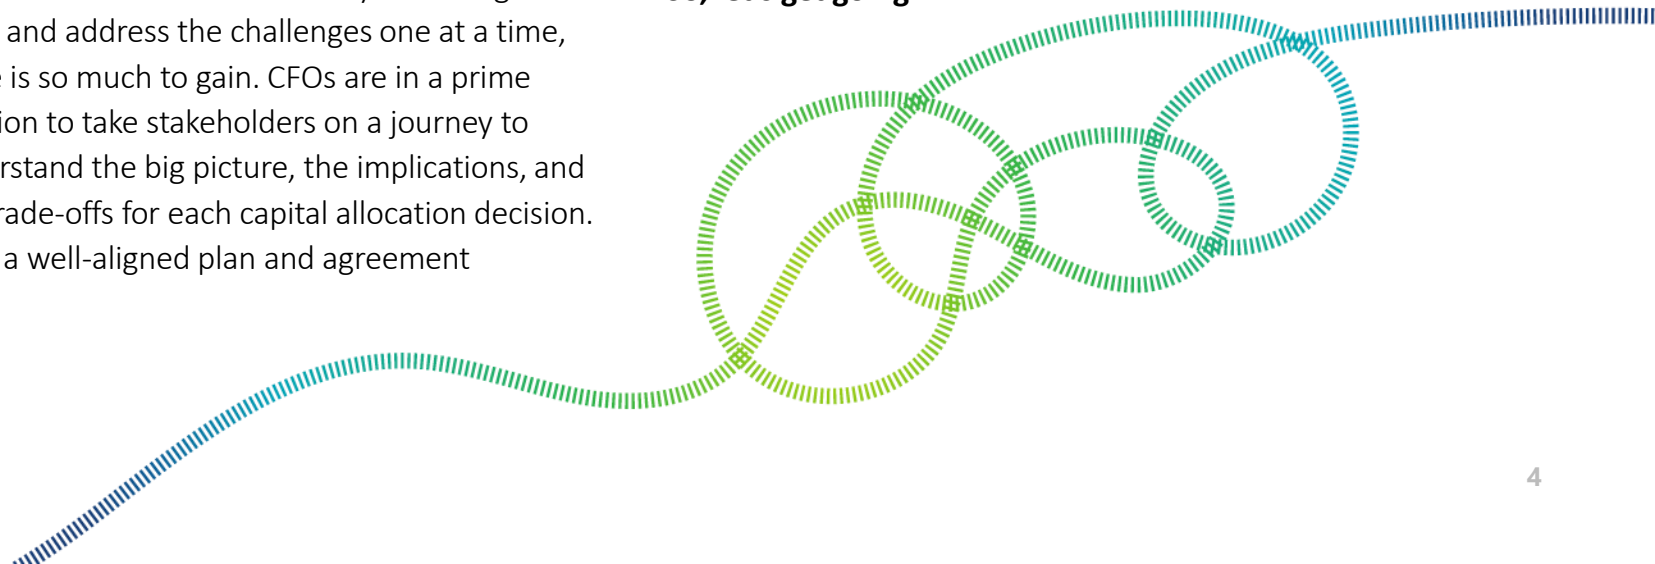 and address the challenges one at a time,
is so much to gain. CFOs are in a prime
ion to take stakeholders on a journey to
rstand the big picture, the implications, and
rade-offs for each capital allocation decision.
a well-aligned plan and agreement
4